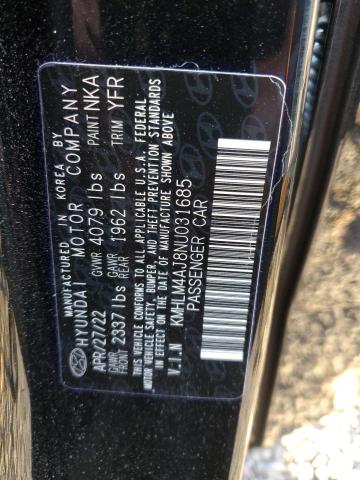 MANUFACTURED IN KOREA BY
HYUNDAI MOTOR COMPANY
APR/27/22 GVWR 4079 lbs PAINT NKA
GAWR FRONT 2337 lbs GAWR REAR 1962 lbs TRIM YFR
THIS VEHICLE CONFORMS TO ALL APPLICABLE U.S.A. FEDERAL
MOTOR VEHICLE SAFETY, BUMPER, AND THEFT PREVENTION STANDARDS
IN EFFECT ON THE DATE OF MANUFACTURE SHOWN ABOVE
V.I.N KMHLM4AJ8NU031685
PASSENGER CAR